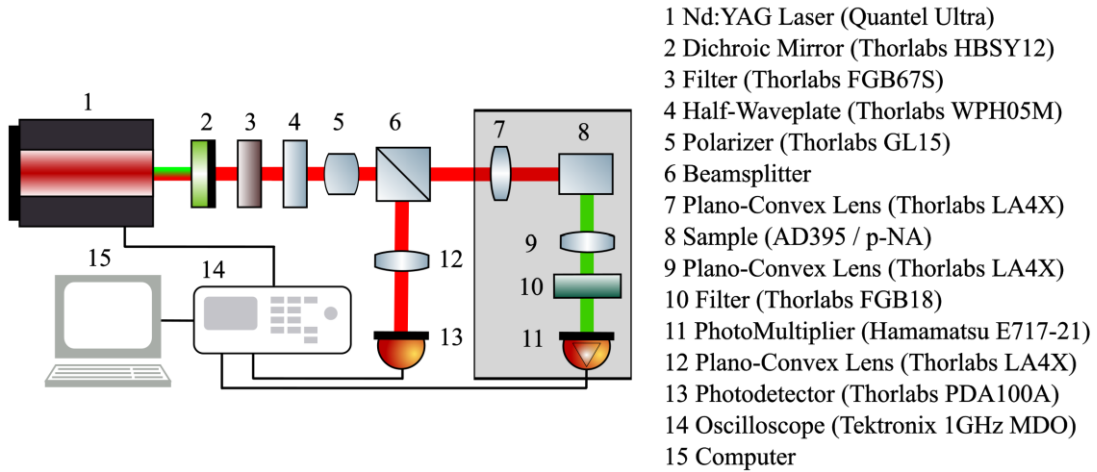 1 Nd:YAG Laser (Quantel Ultra)
2 Dichroic Mirror (Thorlabs HBSY12)
3 Filter (Thorlabs FGB67S)
4 Half-Waveplate (Thorlabs WPH05M)
5 Polarizer (Thorlabs GL15)
6 Beamsplitter
7 Plano-Convex Lens (Thorlabs LA4X)
8 Sample (AD395 / p-NA)
9 Plano-Convex Lens (Thorlabs LA4X)
10 Filter (Thorlabs FGB18)
11 PhotoMultiplier (Hamamatsu E717-21)
12 Plano-Convex Lens (Thorlabs LA4X)
13 Photodetector (Thorlabs PDA100A)
14 Oscilloscope (Tektronix 1GHz MDO)
15 Computer
1
2
3
4
5
6
7
8
9
10
11
12
13
14
15